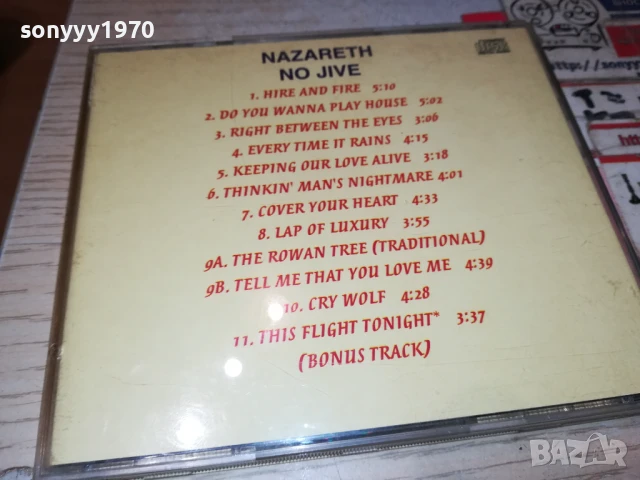 sonyyy1970
NAZARETH
NO JIVE
1. HIRE AND FIRE 5:10
2. DO YOU WANNA PLAY HOUSE 5:02
3. RIGHT BETWEEN THE EYES 3:06
4. EVERY TIME IT RAINS 4:15
5. KEEPING OUR LOVE ALIVE 3:18
6. THINKIN' MAN'S NIGHTMARE 4:01
7. COVER YOUR HEART 4:33
8. LAP OF LUXURY 3:55
9A. THE ROWAN TREE (TRADITIONAL)
9B. TELL ME THAT YOU LOVE ME 4:39
10. CRY WOLF 4:28
11. THIS FLIGHT TONIGHT* 3:37
(BONUS TRACK)
BAZAR